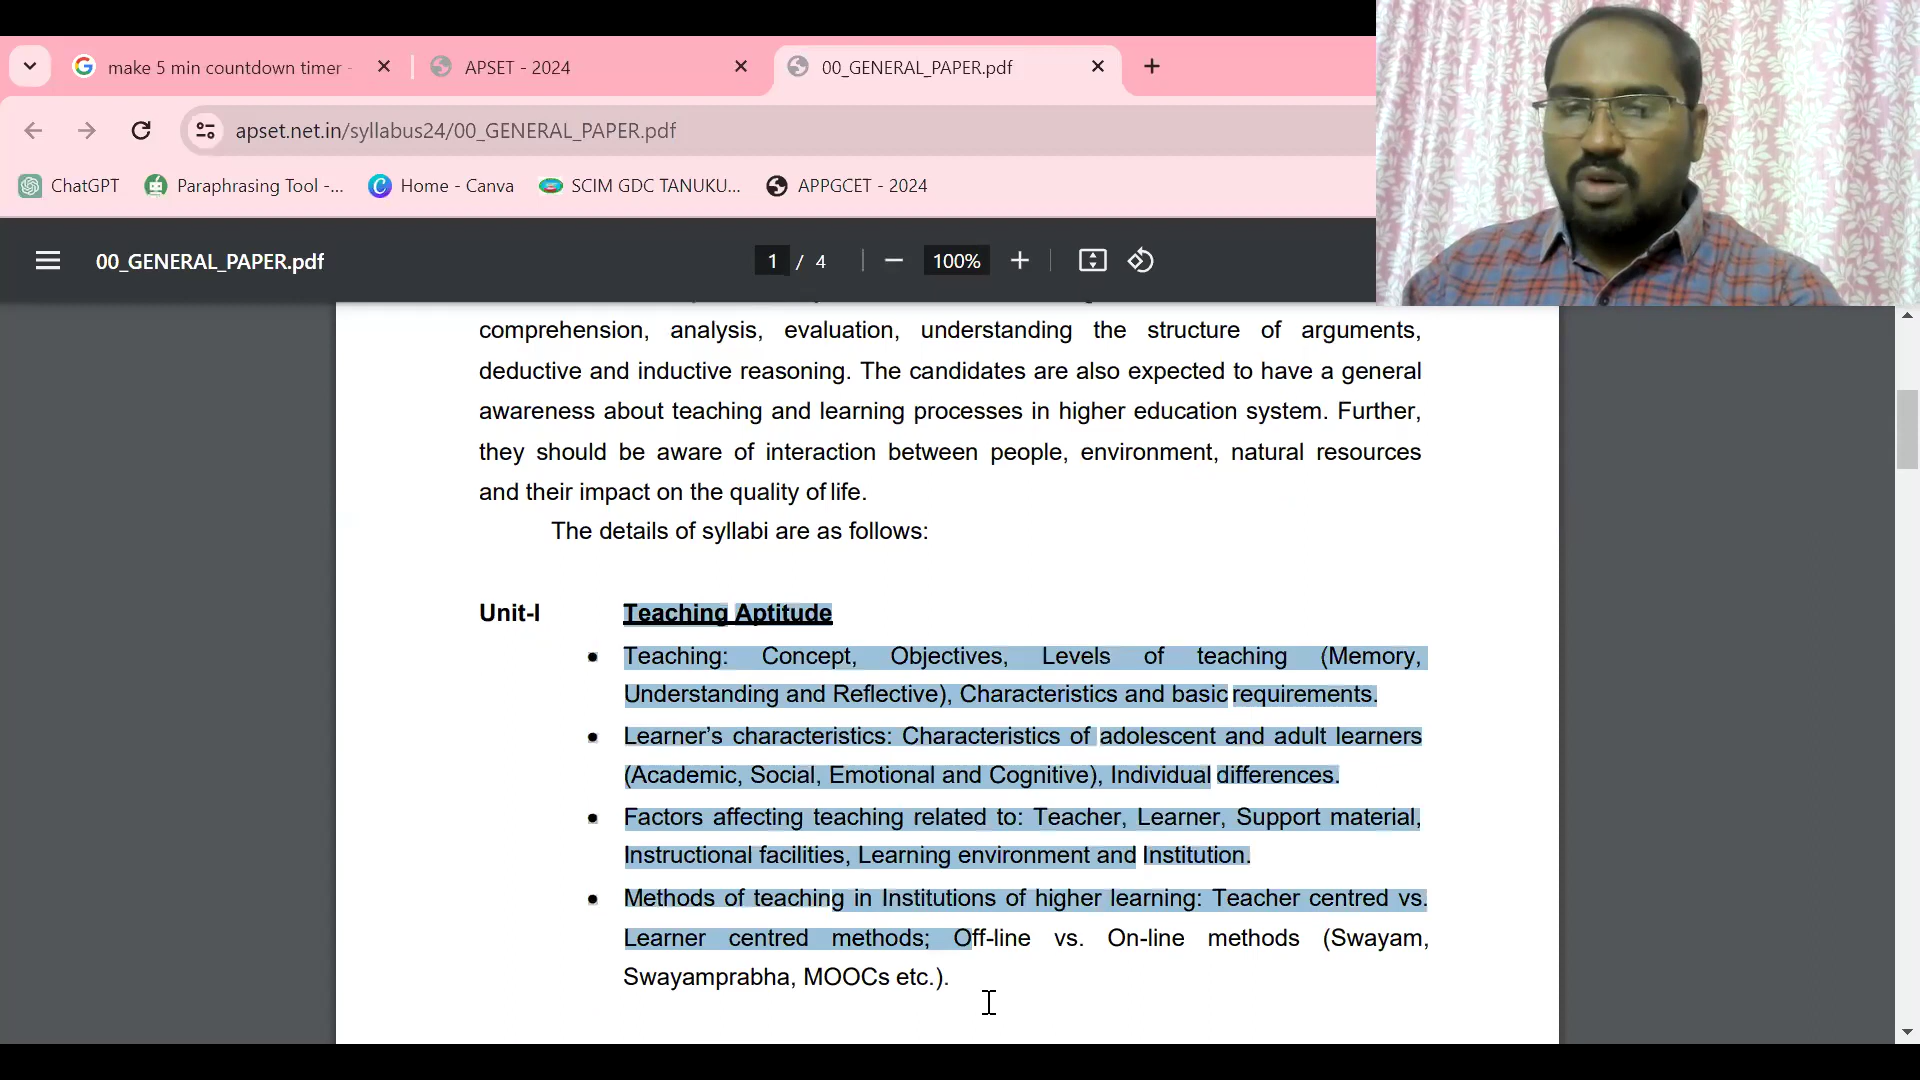 make 5 min countdown timer -
APSET - 2024
00_GENERAL_PAPER.pdf
apset.net.in/syllabus24/00_GENERAL_PAPER.pdf
ChatGPT
Paraphrasing Tool -...
Home - Canva
SCIM GDC TANUKU...
APPGCET - 2024
00_GENERAL_PAPER.pdf
1 / 4
100%
comprehension, analysis, evaluation, understanding the structure of arguments,
deductive and inductive reasoning. The candidates are also expected to have a general
awareness about teaching and learning processes in higher education system. Further,
they should be aware of interaction between people, environment, natural resources
and their impact on the quality of life.
The details of syllabi are as follows:
Unit-I Teaching Aptitude
• Teaching: Concept, Objectives, Levels of teaching (Memory,
Understanding and Reflective), Characteristics and basic requirements.
• Learner’s characteristics: Characteristics of adolescent and adult learners
(Academic, Social, Emotional and Cognitive), Individual differences.
• Factors affecting teaching related to: Teacher, Learner, Support material,
Instructional facilities, Learning environment and Institution.
• Methods of teaching in Institutions of higher learning: Teacher centred vs.
Learner centred methods; Off-line vs. On-line methods (Swayam,
Swayamprabha, MOOCs etc.).